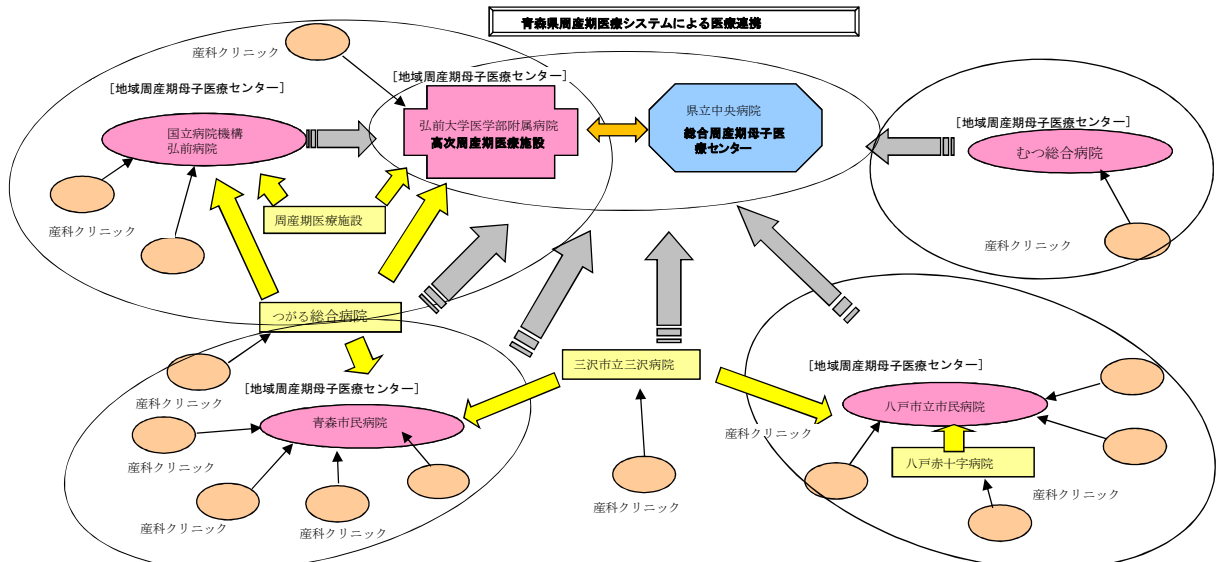 青森県周産期医療システムによる医療連携
産科クリニック
[地域周産期母子医療センター]
[地域周産期母子医療センター]
国立病院機構
弘前病院
弘前大学医学部附属病院
高次周産期医療施設
県立中央病院
総合周産期母子医
療センター
[地域周産期母子医療センター]
むつ総合病院
産科クリニック
周産期医療施設
産科クリニック
つがる総合病院
三沢市立三沢病院
[地域周産期母子医療センター]
[地域周産期母子医療センター]
産科クリニック
青森市民病院
八戸市立市民病院
産科クリニック
産科クリニック
八戸赤十字病院
産科クリニック
産科クリニック
産科クリニック
産科クリニック